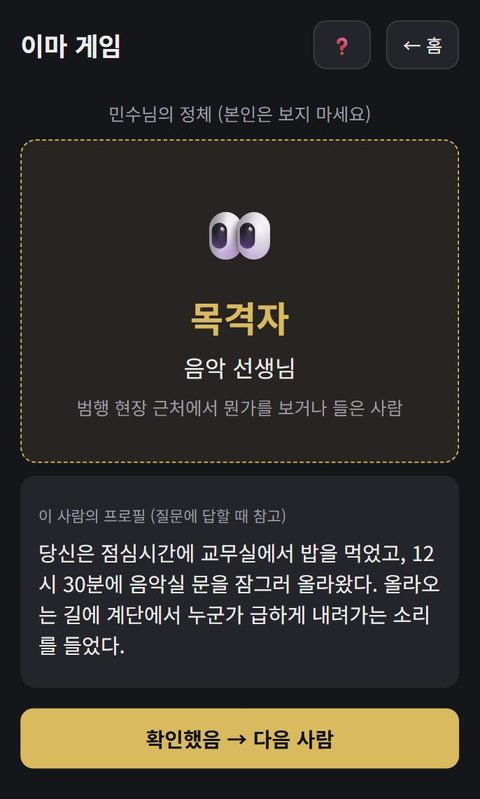 이마 게임
❓
← 홈
민수님의 정체 (본인은 보지 마세요)
목격자
음악 선생님
범행 현장 근처에서 뭔가를 보거나 들은 사람
이 사람의 프로필 (질문에 답할 때 참고)
당신은 점심시간에 교무실에서 밥을 먹었고, 12
시 30분에 음악실 문을 잠그러 올라왔다. 올라오
는 길에 계단에서 누군가 급하게 내려가는 소리
를 들었다.
확인했음 → 다음 사람